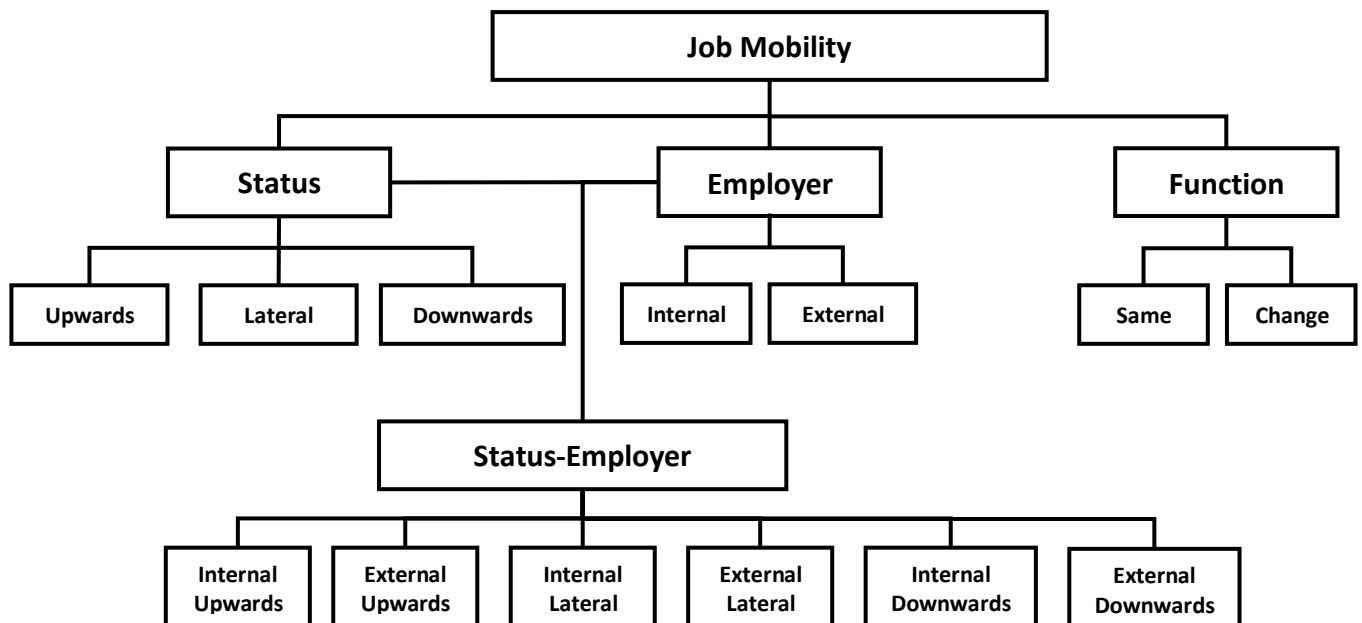 Job Mobility
Status
Employer
Function
Upwards
Lateral
Downwards
Internal
External
Same
Change
Status-Employer
Internal
Upwards
External
Upwards
Internal
Lateral
External
Lateral
Internal
Downwards
External
Downwards